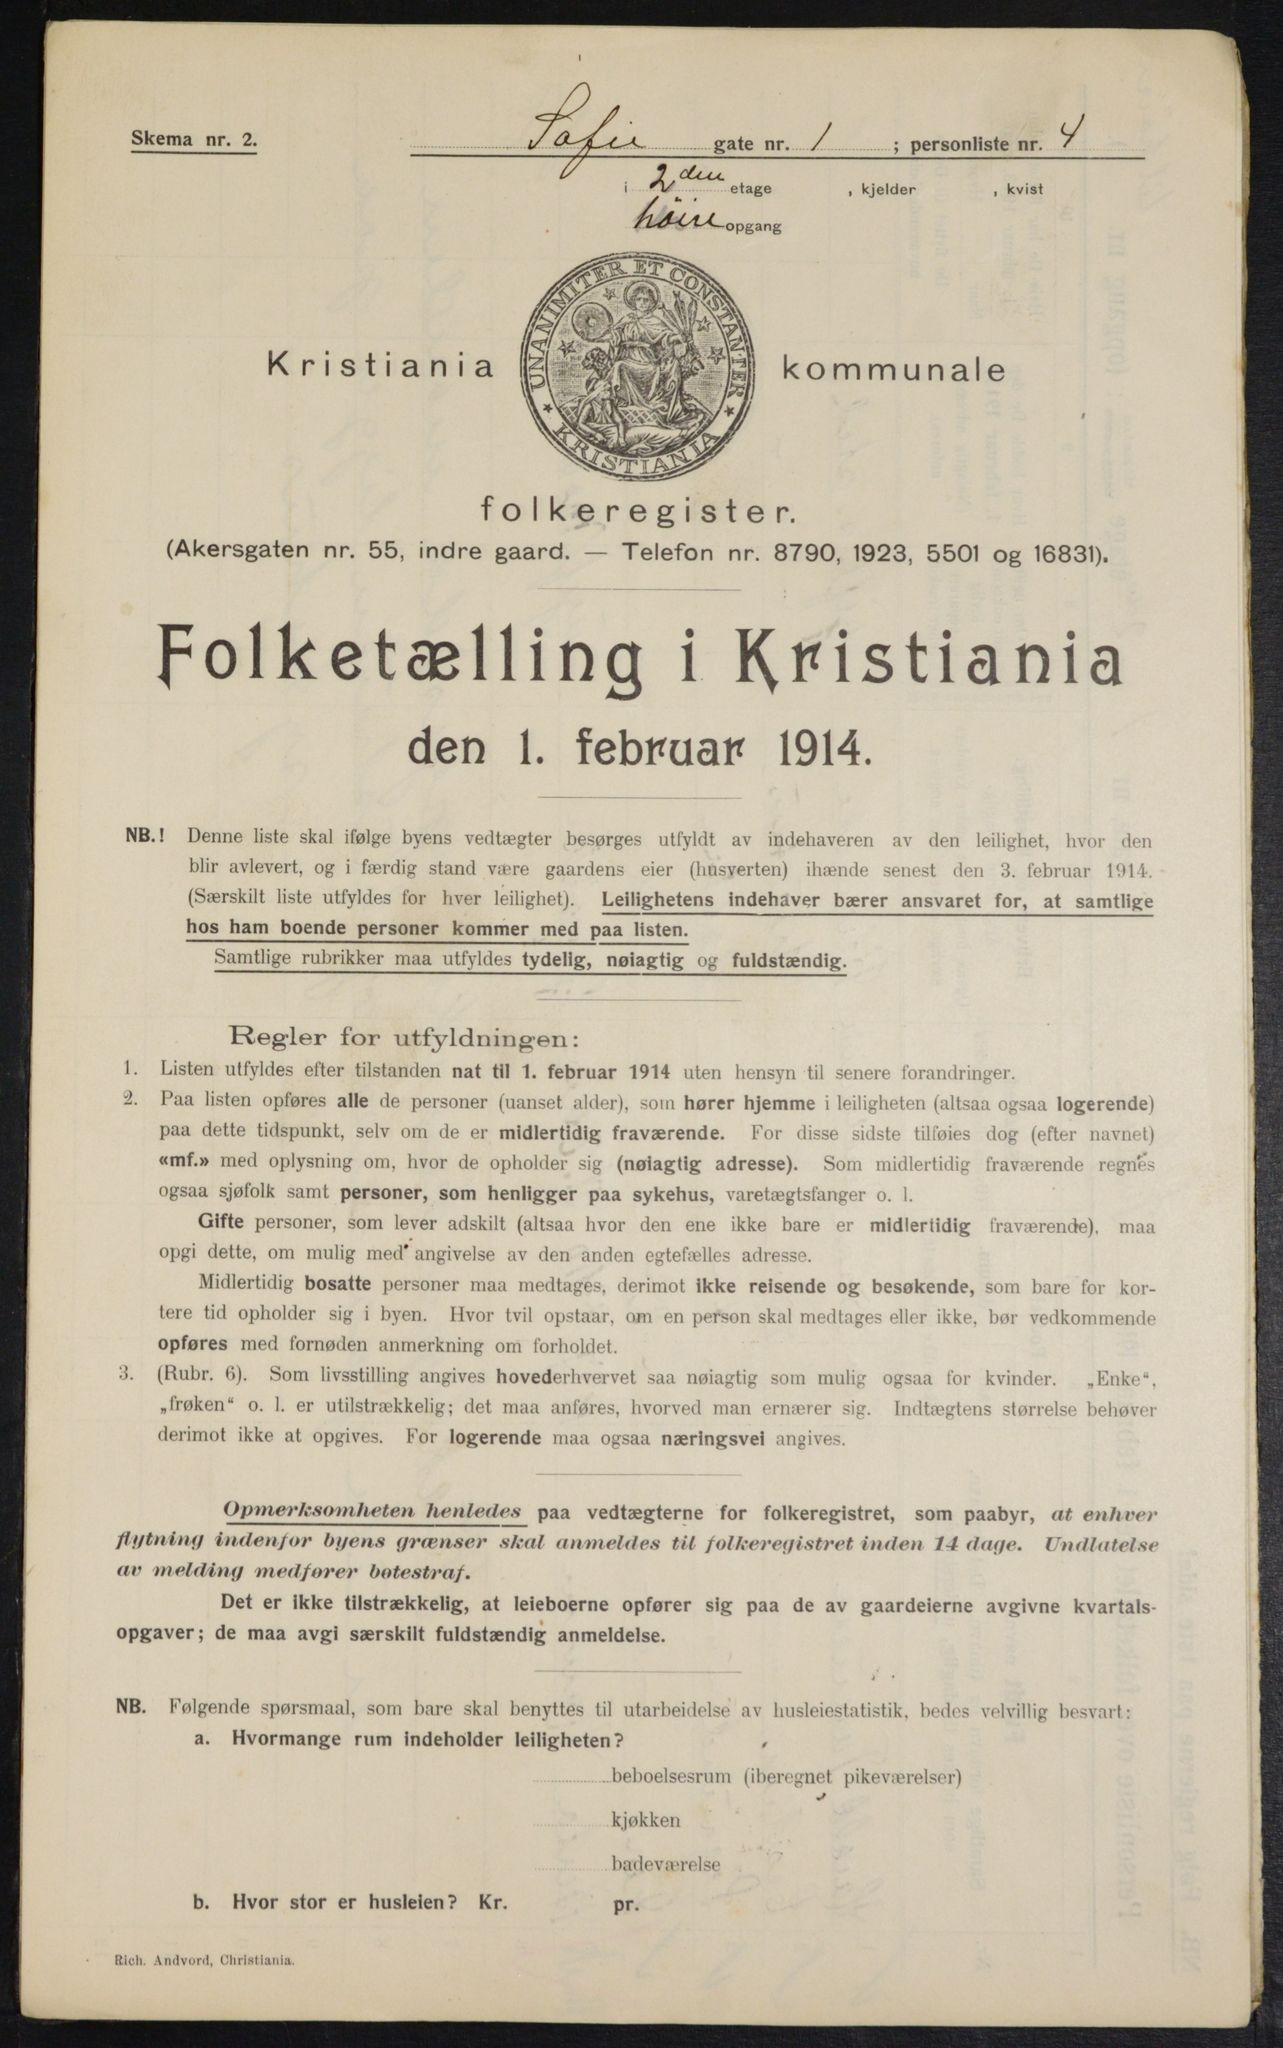 Skema nr. 2.
Sofie gate nr. 1 ; personliste nr. 4
i 2den etage , kjelder , kvist
höire opgang
UNANIMITER ET CONSTANTER
KRISTIANIA
Kristiania kommunale
folkeregister.
(Akersgaten nr. 55, indre gaard. — Telefon nr. 8790, 1923, 5501 og 16831).
Folketælling i Kristiania
den 1. februar 1914.
NB.! Denne liste skal ifølge byens vedtægter besørges utfyldt av indehaveren av den leilighet, hvor den
blir avlevert, og i færdig stand være gaardens eier (husverten) ihænde senest den 3. februar 1914.
(Særskilt liste utfyldes for hver leilighet). Leilighetens indehaver bærer ansvaret for, at samtlige
hos ham boende personer kommer med paa listen.
Samtlige rubrikker maa utfyldes tydelig, nøiagtig og fuldstændig.
Regler for utfyldningen:
1. Listen utfyldes efter tilstanden nat til 1. februar 1914 uten hensyn til senere forandringer.
2. Paa listen opføres alle de personer (uanset alder), som hører hjemme i leiligheten (altsaa ogsaa logerende)
paa dette tidspunkt, selv om de er midlertidig fraværende. For disse sidste tilføies dog (efter navnet)
«mf.» med oplysning om, hvor de opholder sig (nøiagtig adresse). Som midlertidig fraværende regnes
ogsaa sjøfolk samt personer, som henligger paa sykehus, varetægtsfanger o. l.
Gifte personer, som lever adskilt (altsaa hvor den ene ikke bare er midlertidig fraværende), maa
opgi dette, om mulig med angivelse av den anden egtefælles adresse.
Midlertidig bosatte personer maa medtages, derimot ikke reisende og besøkende, som bare for kor-
tere tid opholder sig i byen. Hvor tvil opstaar, om en person skal medtages eller ikke, bør vedkommende
opføres med fornøden anmerkning om forholdet.
3. (Rubr. 6). Som livsstilling angives hovederhvervet saa nøiagtig som mulig ogsaa for kvinder. „Enke“,
„frøken“ o. l. er utilstrækkelig; det maa anføres, hvorved man ernærer sig. Indtægtens størrelse behøver
derimot ikke at opgives. For logerende maa ogsaa næringsvei angives.
Opmerksomheten henledes paa vedtægterne for folkeregistret, som paabyr, at enhver
flytning indenfor byens grænser skal anmeldes til folkeregistret inden 14 dage. Undlatelse
av melding medfører bøtestraf.
Det er ikke tilstrækkelig, at leieboerne opfører sig paa de av gaardeierne avgivne kvartals-
opgaver; de maa avgi særskilt fuldstændig anmeldelse.
NB. Følgende spørsmaal, som bare skal benyttes til utarbeidelse av husleiestatistik, bedes velvillig besvart:
a. Hvormange rum indeholder leiligheten?
beboelsesrum (iberegnet pikeværelser)
kjøkken
badeværelse
b. Hvor stor er husleien? Kr. pr.
Rich. Andvord, Christiania.